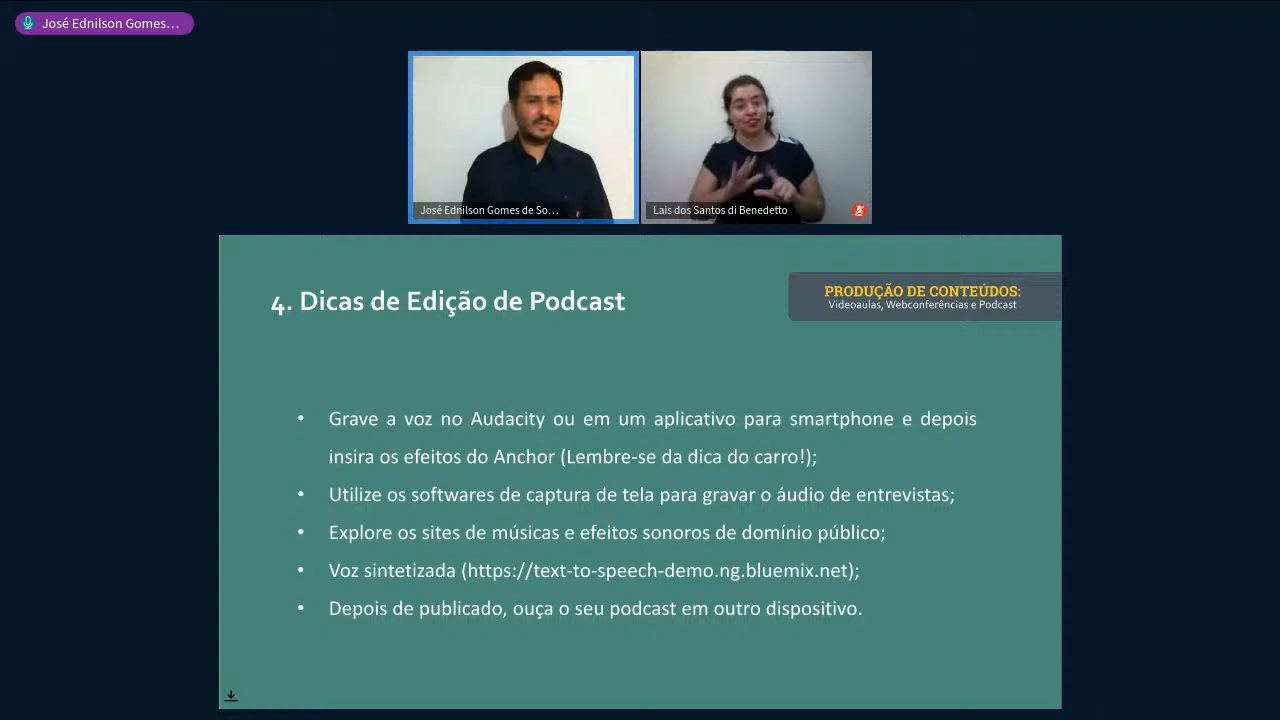 José Ednilson Gomes...
José Ednilson Gomes de So...
Lais dos Santos di Benedetto
4. Dicas de Edição de Podcast
PRODUÇÃO DE CONTEÚDOS:
Videoaulas, Webconferências e Podcast
• Grave a voz no Audacity ou em um aplicativo para smartphone e depois
insira os efeitos do Anchor (Lembre-se da dica do carro!);
• Utilize os softwares de captura de tela para gravar o áudio de entrevistas;
• Explore os sites de músicas e efeitos sonoros de domínio público;
• Voz sintetizada (https://text-to-speech-demo.ng.bluemix.net);
• Depois de publicado, ouça o seu podcast em outro dispositivo.